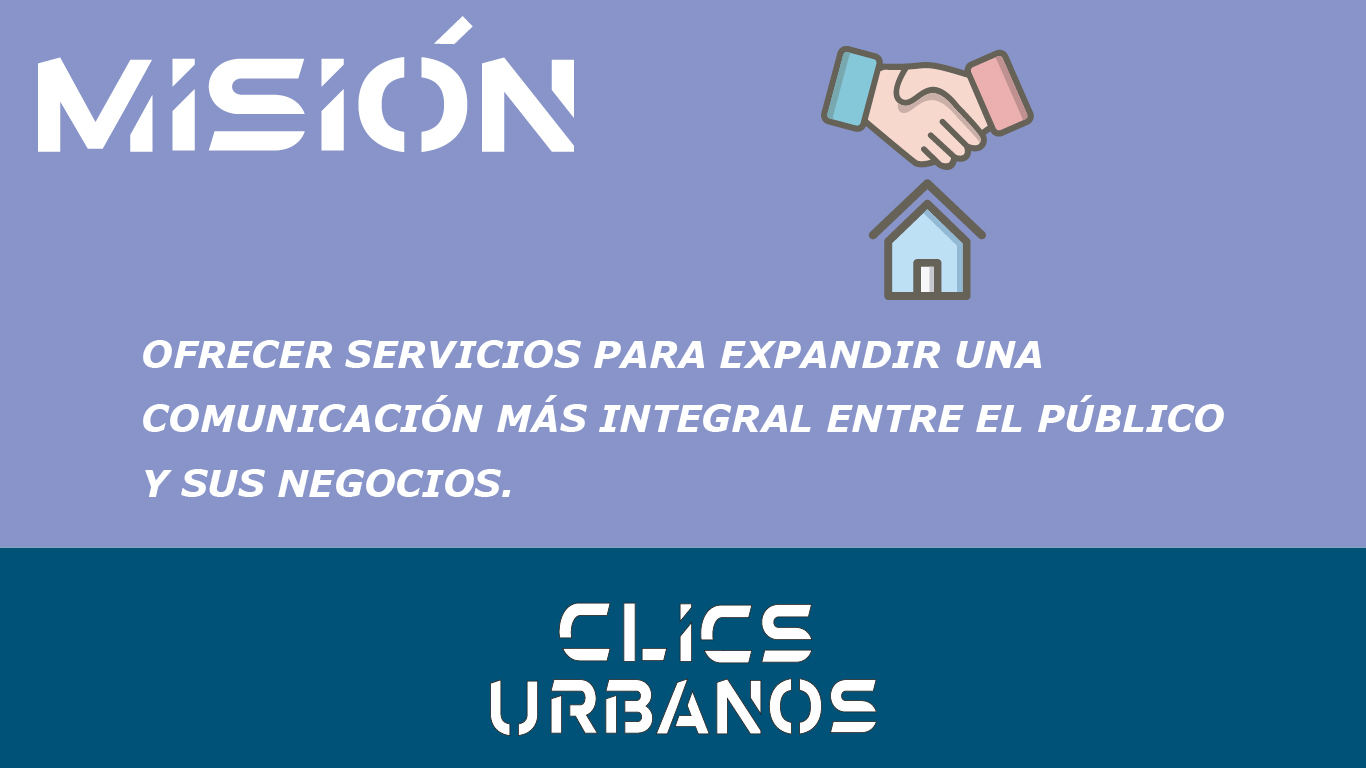 MISIÓN
OFRECER SERVICIOS PARA EXPANDIR UNA
COMUNICACIÓN MÁS INTEGRAL ENTRE EL PÚBLICO
Y SUS NEGOCIOS.
CLICS
URBANOS